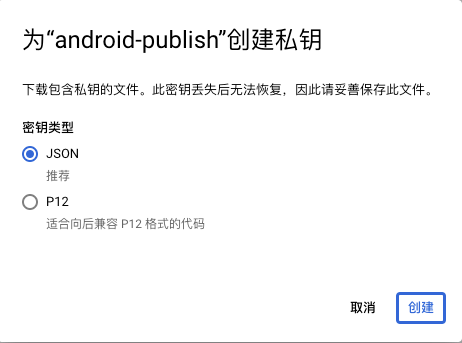 为“android-publish”创建私钥
下载包含私钥的文件。此密钥丢失后无法恢复，因此请妥善保存此文件。
密钥类型
JSON
推荐
P12
适合向后兼容 P12 格式的代码
取消
创建